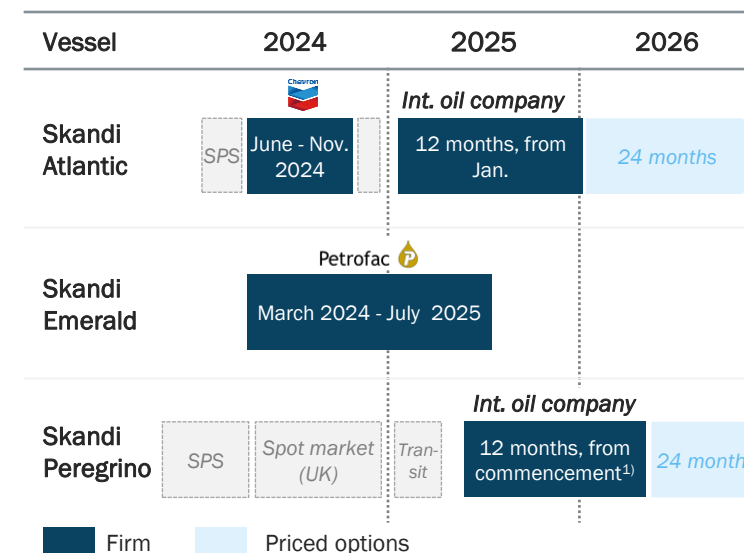 Vessel 2024 2025 2026
Chevron
Int. oil company
Skandi
Atlantic
SPS
June - Nov.
2024
12 months, from
Jan.
24 months
Petrofac
Skandi
Emerald
March 2024 - July 2025
Int. oil company
Skandi
Peregrino
SPS
Spot market
(UK)
Tran-
sit
12 months, from
commencement1)
24 month
Firm
Priced options